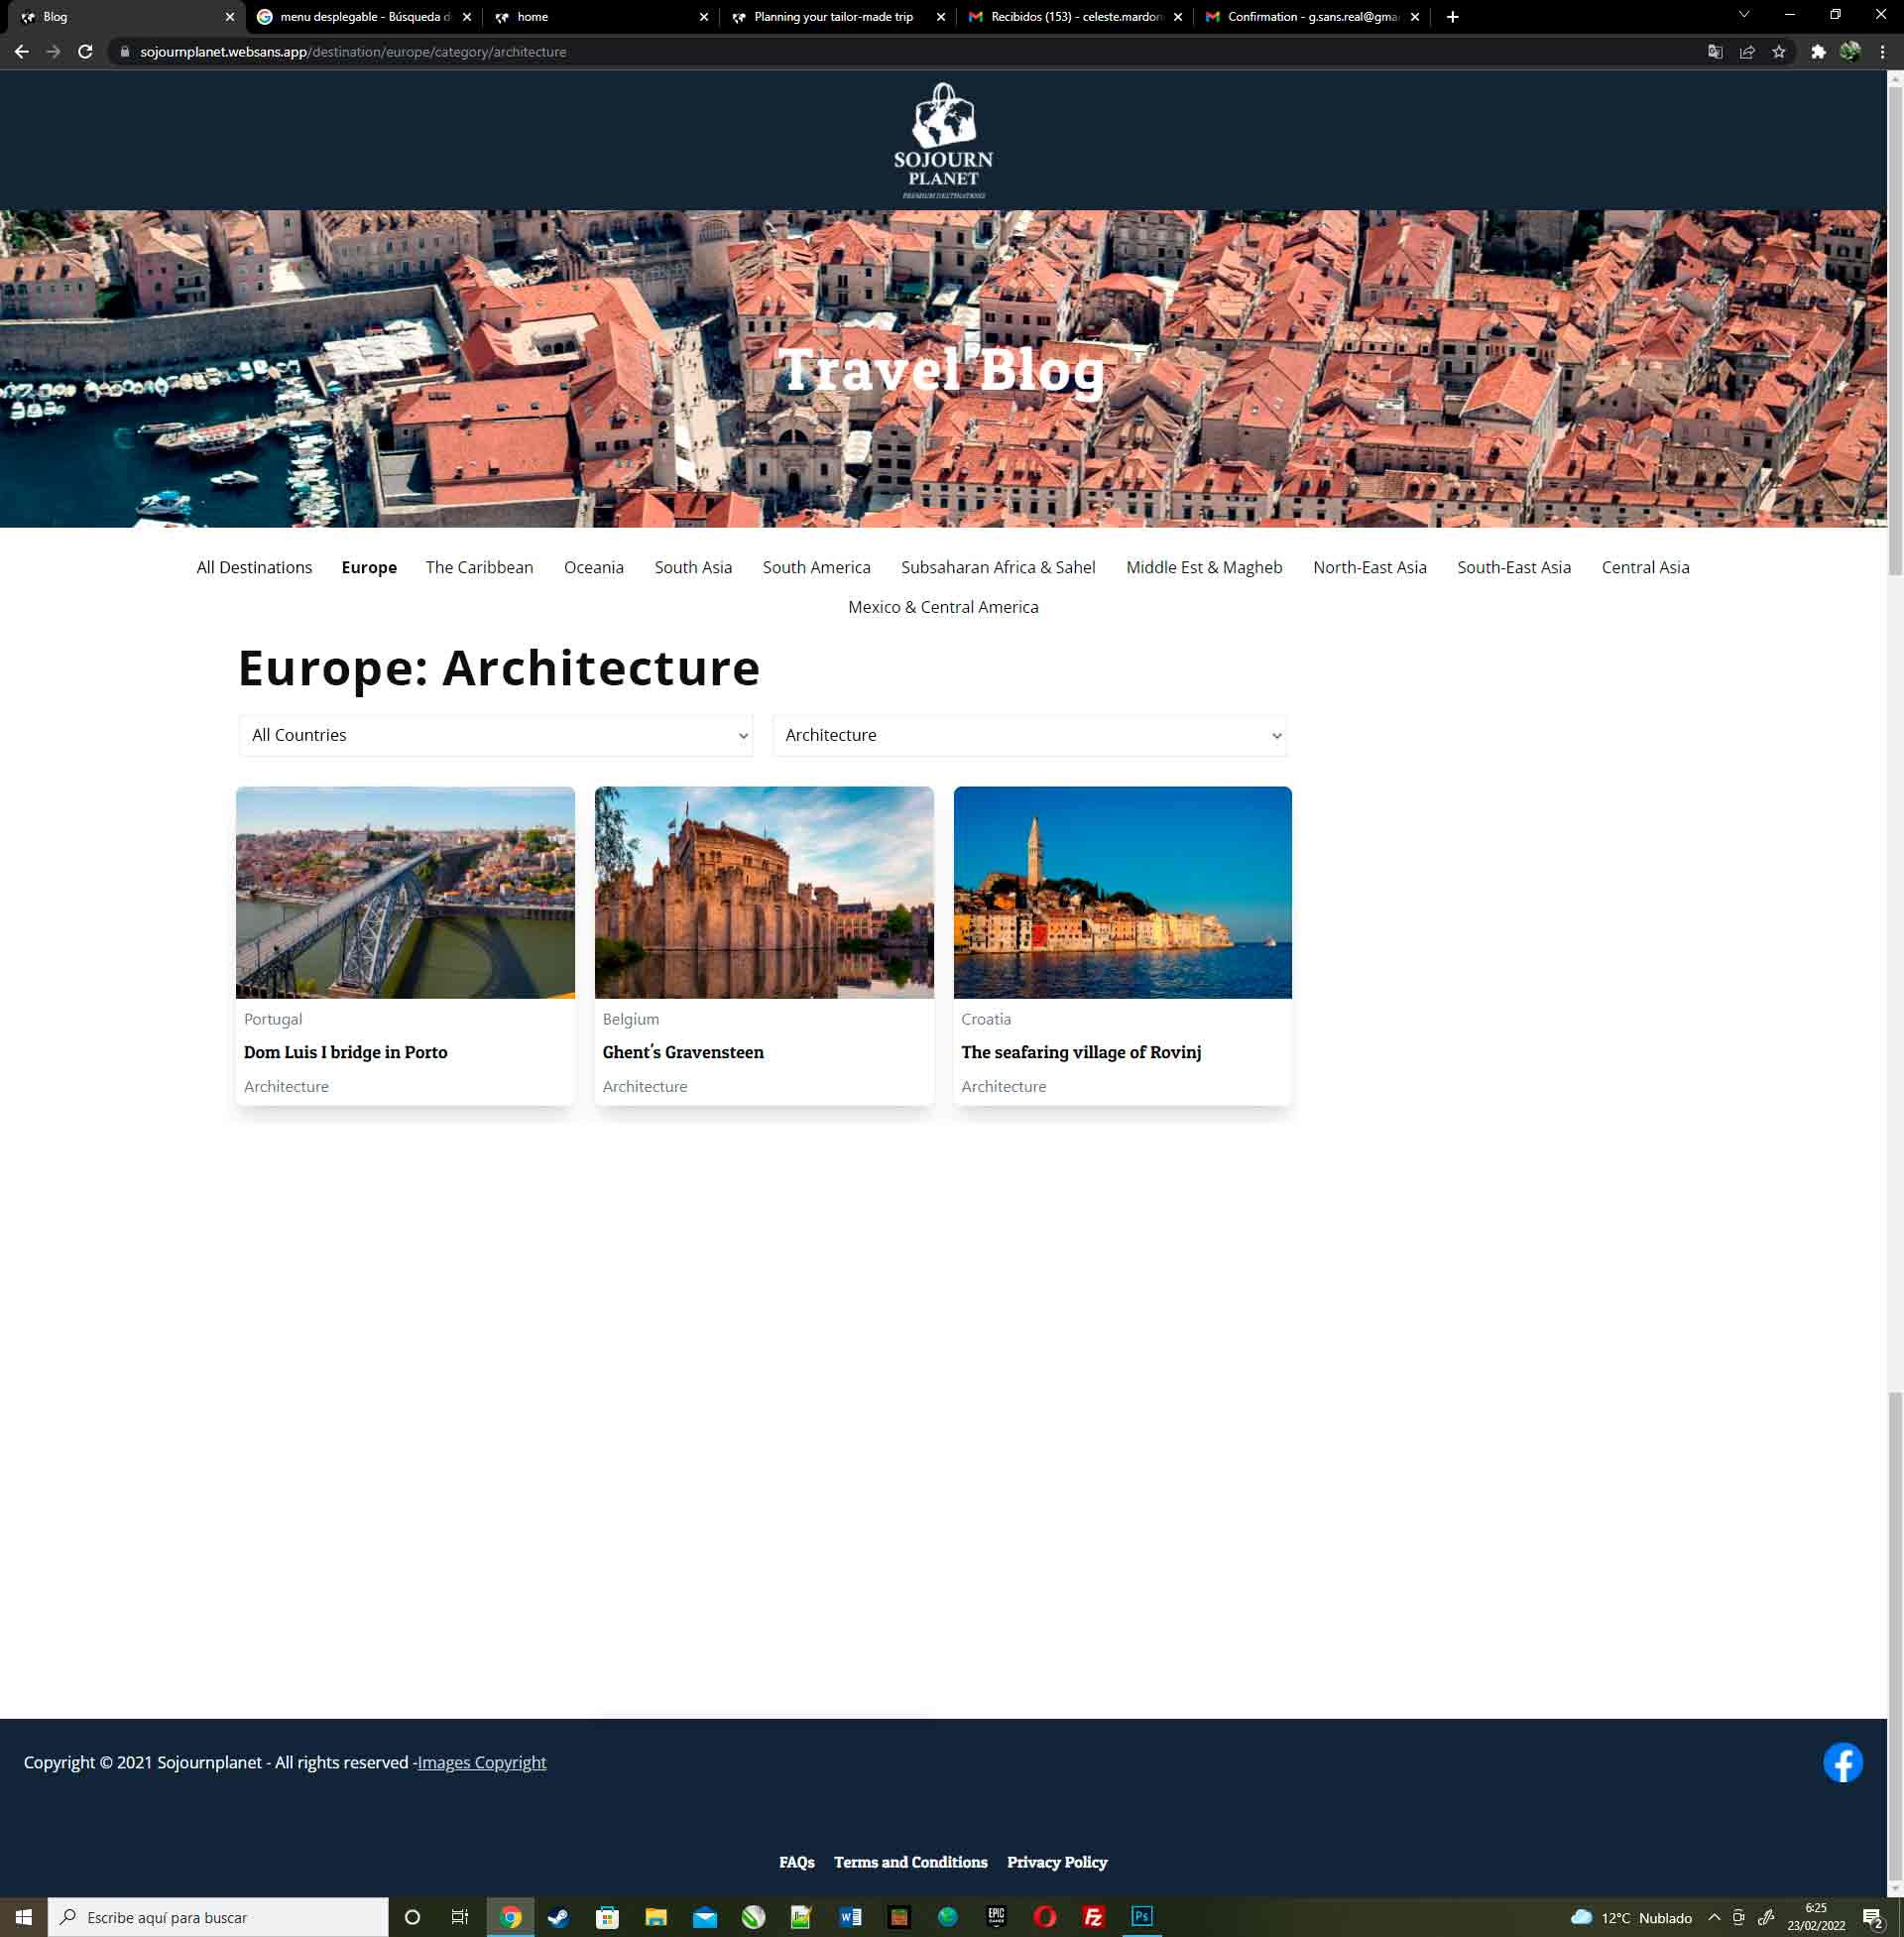 Blog
menu desplegable - Búsqueda d
home
Planning your tailor-made trip
Recibidos (153) - celeste.mardon
Confirmation - g.sans.real@gma
sojournplanet.websans.app/destination/europe/category/architecture
SOJOURN
PLANET
PREMIUM DESTINATIONS
Travel Blog
All Destinations Europe The Caribbean Oceania South Asia South America Subsaharan Africa & Sahel Middle Est & Magheb North-East Asia South-East Asia Central Asia
Mexico & Central America
Europe: Architecture
All Countries
Architecture
Portugal
Dom Luis I bridge in Porto
Architecture
Belgium
Ghent's Gravensteen
Architecture
Croatia
The seafaring village of Rovinj
Architecture
Copyright © 2021 Sojournplanet - All rights reserved -Images Copyright
FAQs Terms and Conditions Privacy Policy
Escribe aquí para buscar
EPIC
GAMES
Fz
Ps
12°C Nublado
6:25
23/02/2022
2